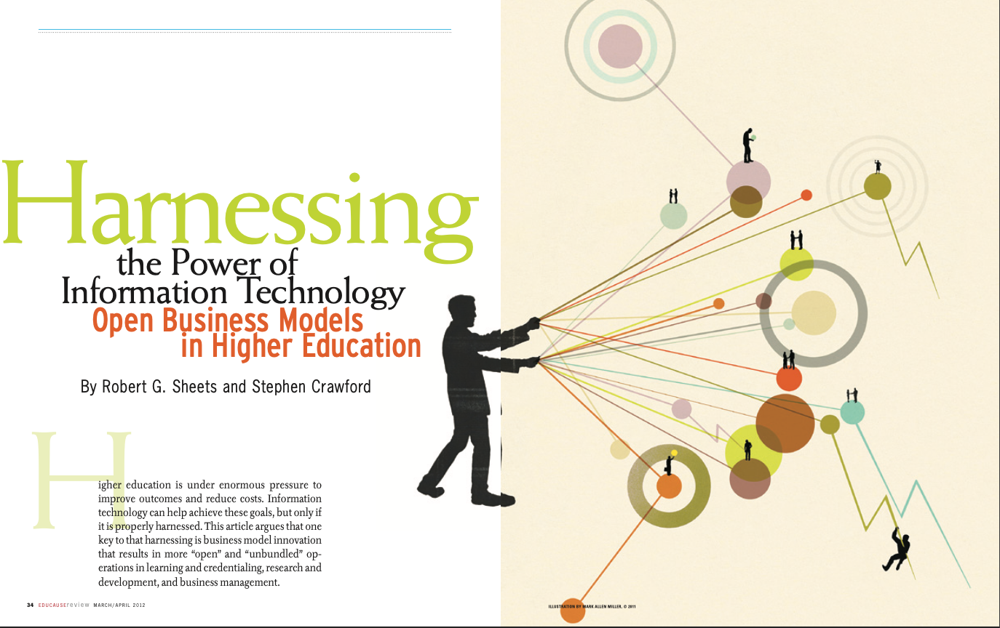 Harnessing
the Power of
Information Technology
Open Business Models
in Higher Education
By Robert G. Sheets and Stephen Crawford
Higher education is under enormous pressure to
improve outcomes and reduce costs. Information
technology can help achieve these goals, but only if
it is properly harnessed. This article argues that one
key to that harnessing is business model innovation
that results in more “open” and “unbundled” op-
erations in learning and credentialing, research and
development, and business management.
34 EDUCAUSEreview MARCH/APRIL 2012
ILLUSTRATION BY MARK ALLEN MILLER, © 2011